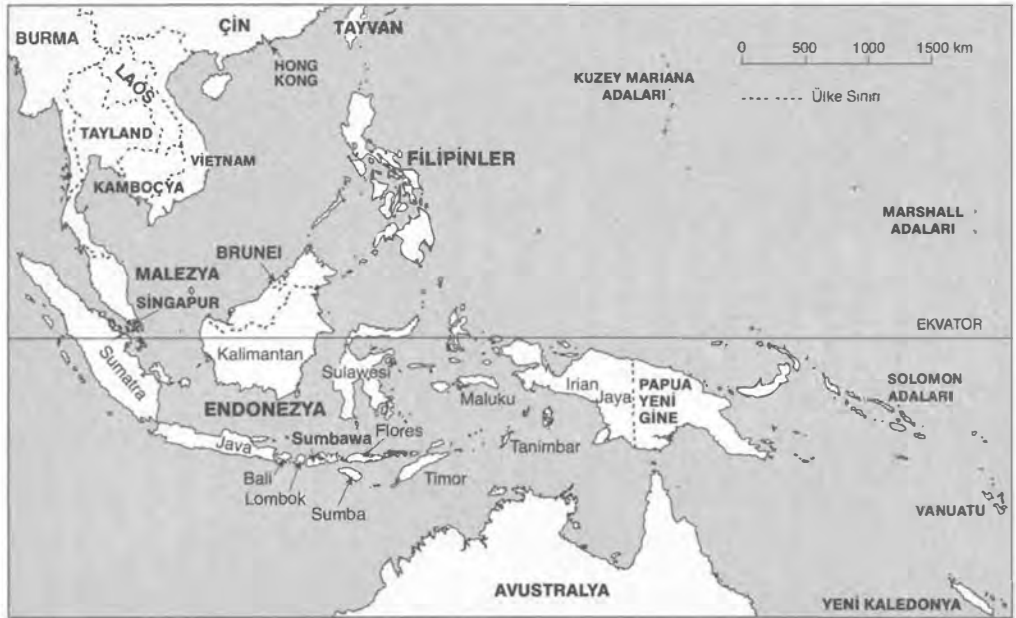 BURMA
ÇİN
TAYVAN
HONG
KONG
LAOS
TAYLAND
VİETNAM
KAMBOÇYA
FİLİPİNLER
KUZEY MARIANA
ADALARI
0 500 1000 1500 km
Ülke Sınırı
MARSHALL
ADALARI
BRUNEI
MALEZYA
SİNGAPUR
EKVATOR
Sumatra
Kalimantan
Sulawesi
Maluku
Irian
Jaya
PAPUA
YENİ
GİNE
SOLOMON
ADALARI
ENDONEZYA
Java
Sumbawa
Flores
Bali
Lombok
Sumba
Timor
Tanimbar
VANUATU
AVUSTRALYA
YENİ KALEDONYA